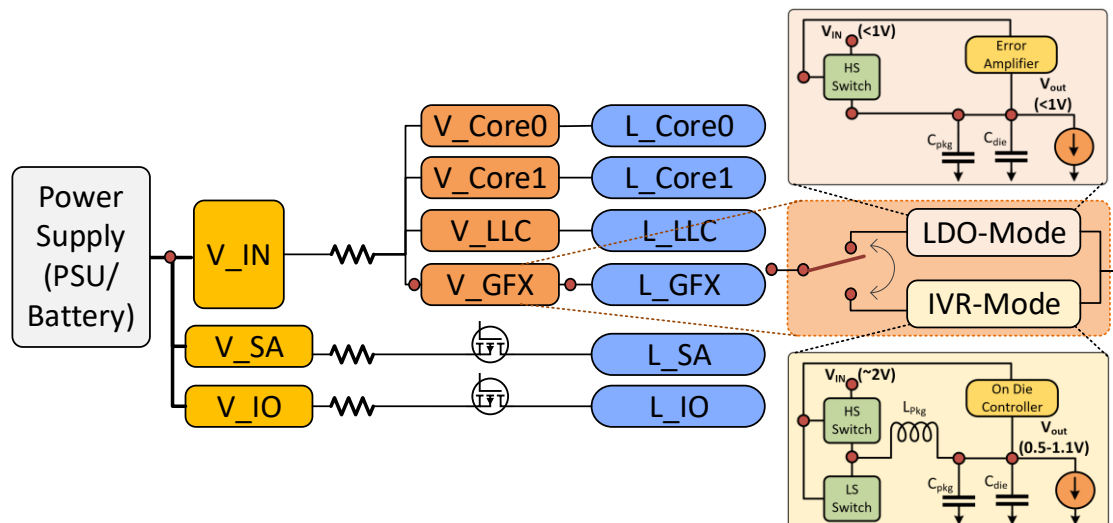 Power
Supply
(PSU/
Battery)
V_IN
V_SA
V_IO
V_Core0
V_Core1
V_LLC
V_GFX
L_Core0
L_Core1
L_LLC
L_GFX
L_SA
L_IO
V_IN (<1V)
HS
Switch
Error
Amplifier
V_out
(<1V)
C_pkg
C_die
LDO-Mode
IVR-Mode
V_IN (~2V)
HS
Switch
L_Pkg
On Die
Controller
V_out
(0.5-1.1V)
LS
Switch
C_pkg
C_die